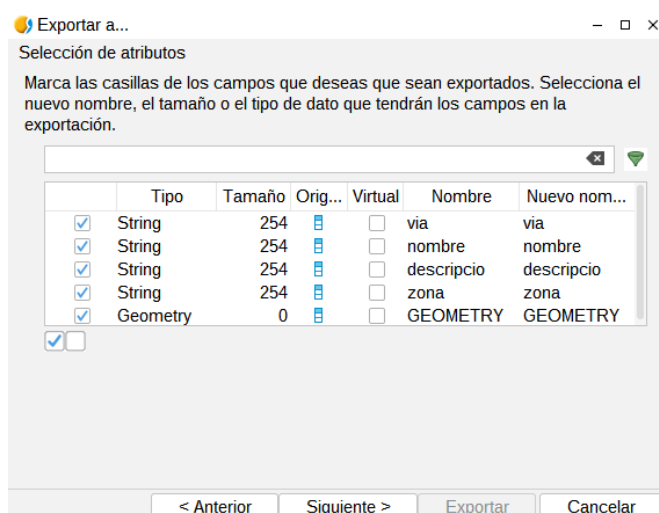 Exportar a...
Selección de atributos
Marca las casillas de los campos que deseas que sean exportados. Selecciona el
nuevo nombre, el tamaño o el tipo de dato que tendrán los campos en la
exportación.
Tipo Tamaño Orig... Virtual Nombre Nuevo nom...
String 254 via via
String 254 nombre nombre
String 254 descripcio descripcio
String 254 zona zona
Geometry 0 GEOMETRY GEOMETRY
< Anterior Siguiente > Exportar Cancelar